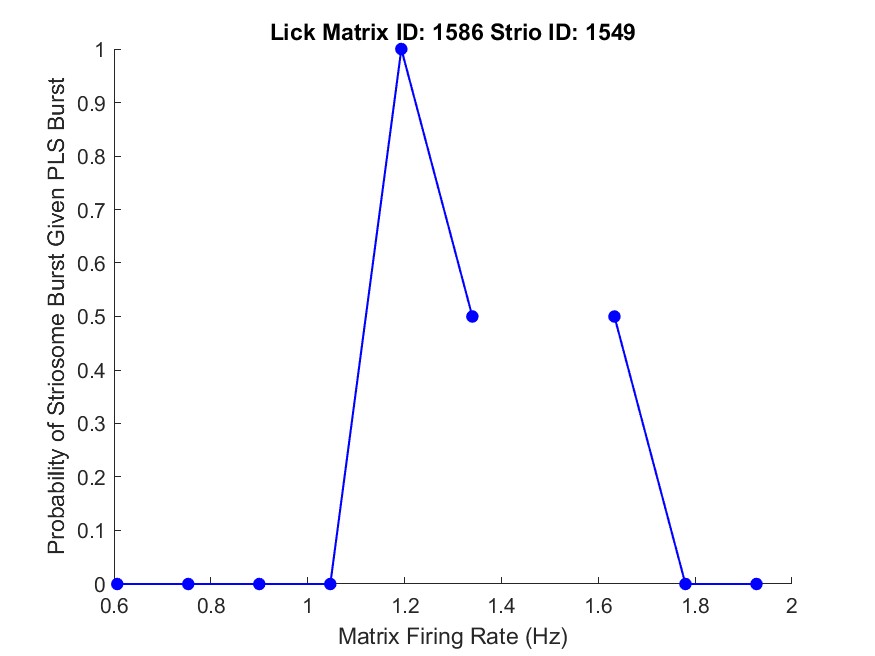 Lick Matrix ID: 1586 Strio ID: 1549
Probability of Striosome Burst Given PLS Burst
1
0.9
0.8
0.7
0.6
0.5
0.4
0.3
0.2
0.1
0
0.6 0.8 1 1.2 1.4 1.6 1.8 2
Matrix Firing Rate (Hz)